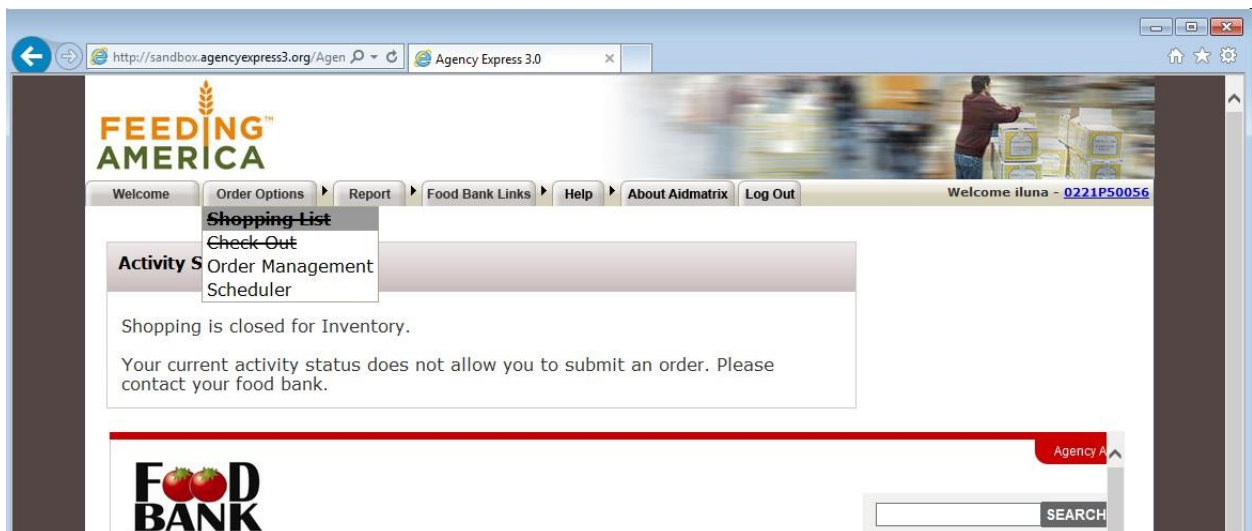 http://sandbox.agencyexpress3.org/Agen
Agency Express 3.0
FEEDING™
AMERICA
Welcome Order Options Report Food Bank Links Help About Aidmatrix Log Out
Welcome iluna - 0221P50056
Shopping List
Check Out
Order Management
Scheduler
Activity S
Shopping is closed for Inventory.
Your current activity status does not allow you to submit an order. Please
contact your food bank.
Agency A
FOOD
BANK
SEARCH